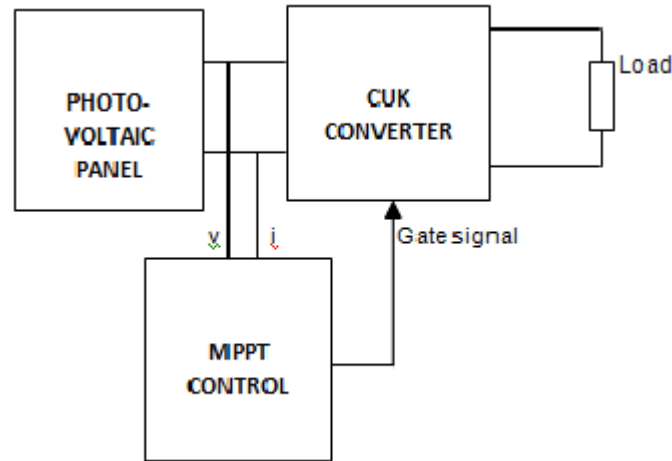 PHOTO-
VOLTAIC
PANEL
CUK
CONVERTER
Load
v
i
Gate signal
MPPT
CONTROL